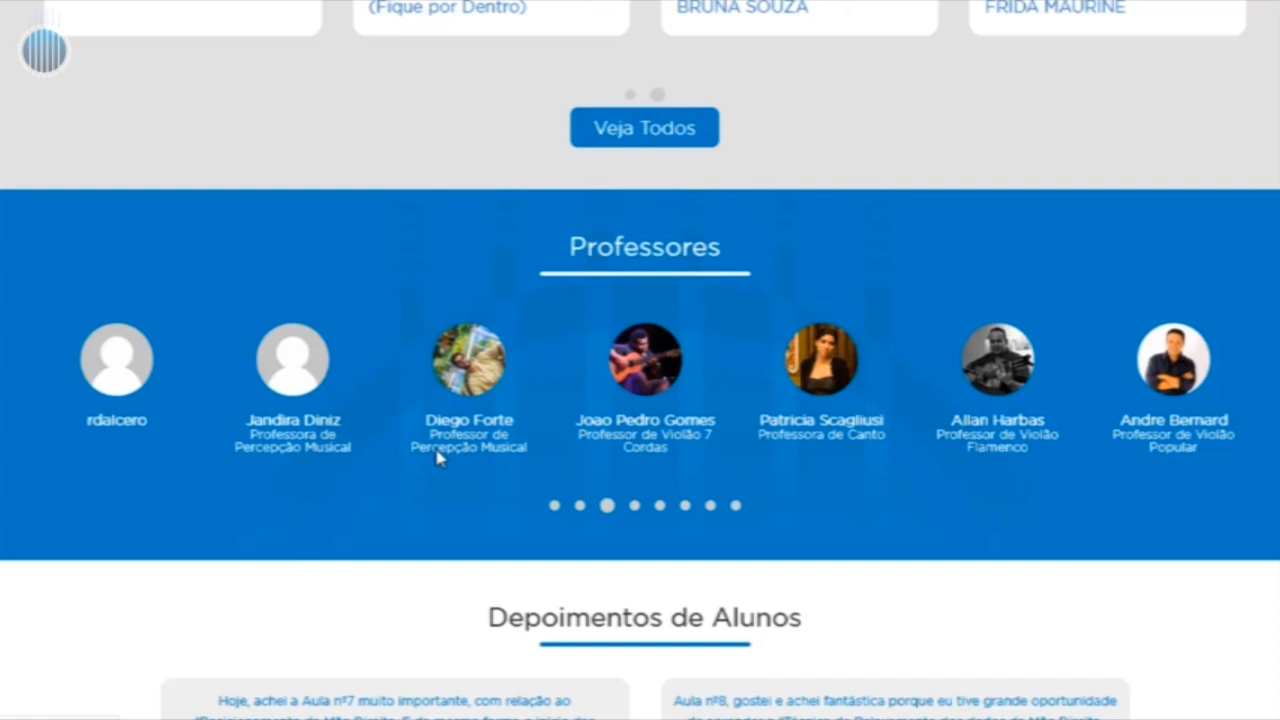 (Fique por Dentro)
BRUNA SOUZA
FRIDA MAURINE
Veja Todos
Professores
rdalcero
Jandira Diniz
Professora de
Percepção Musical
Diego Forte
Professor de
Percepção Musical
Joao Pedro Gomes
Professor de Violão 7
Cordas
Patricia Scagliusi
Professora de Canto
Allan Harbas
Professor de Violão
Flamenco
Andre Bernard
Professor de Violão
Popular
Depoimentos de Alunos
Hoje, achei a Aula nº7 muito importante, com relação ao
Aula nº8, gostei e achei fantástica porque eu tive grande oportunidade